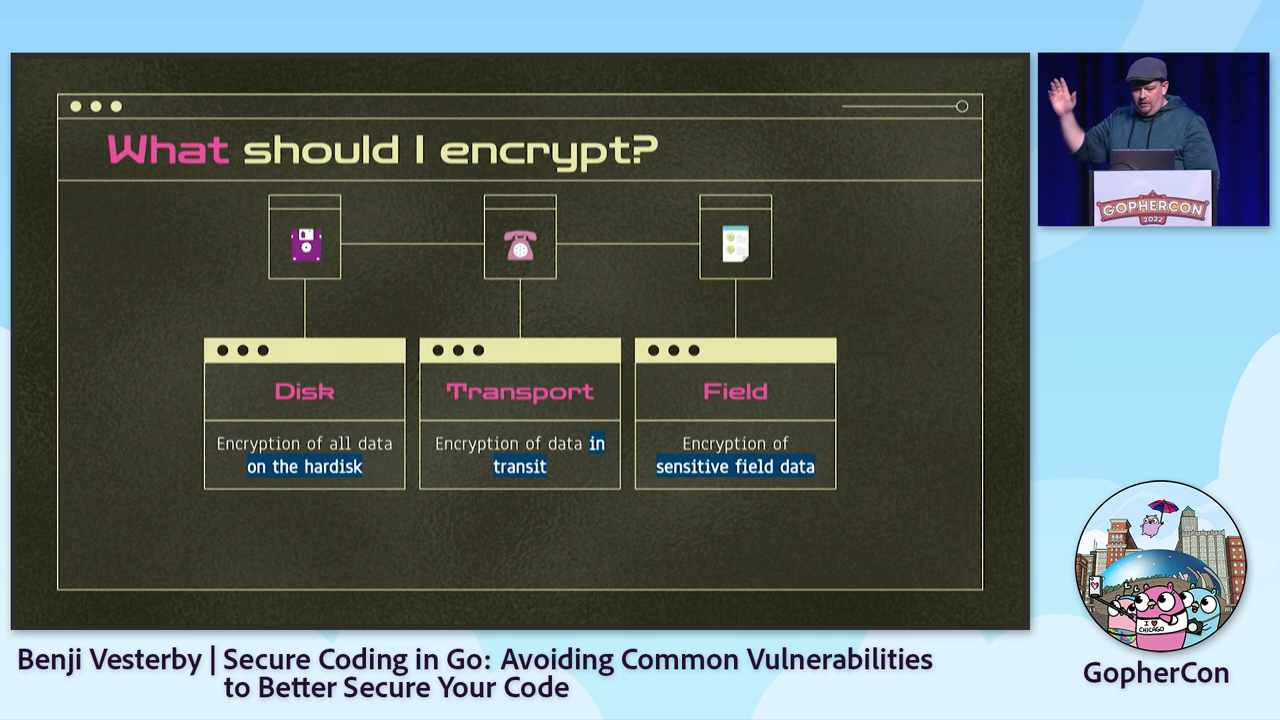 What should I encrypt?
Disk
Encryption of all data
on the hardisk
Transport
Encryption of data in
transit
Field
Encryption of
sensitive field data
GOPHERCON
2022
I ♥
CHICAGO
Benji Vesterby | Secure Coding in Go: Avoiding Common Vulnerabilities
to Better Secure Your Code
GopherCon